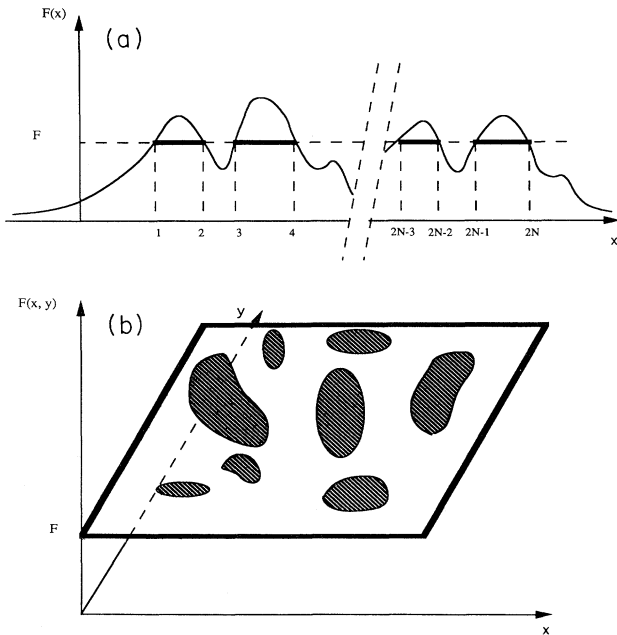 F(x)
(a)
F
1 2 3 4 2N-3 2N-2 2N-1 2N
x
F(x, y)
(b)
y
F
x